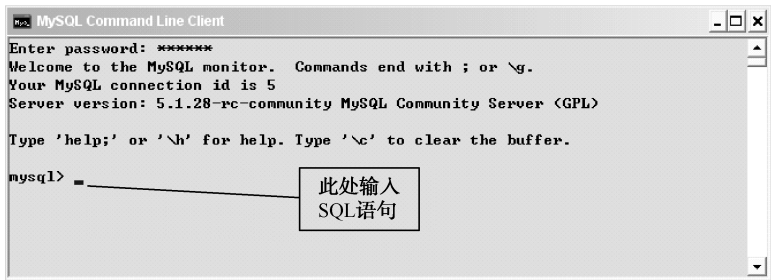 MySQL Command Line Client
Enter password: ******
Welcome to the MySQL monitor.  Commands end with ; or \g.
Your MySQL connection id is 5
Server version: 5.1.28-rc-community MySQL Community Server (GPL)
Type 'help;' or '\h' for help. Type '\c' to clear the buffer.
mysql> _
此处输入
SQL语句